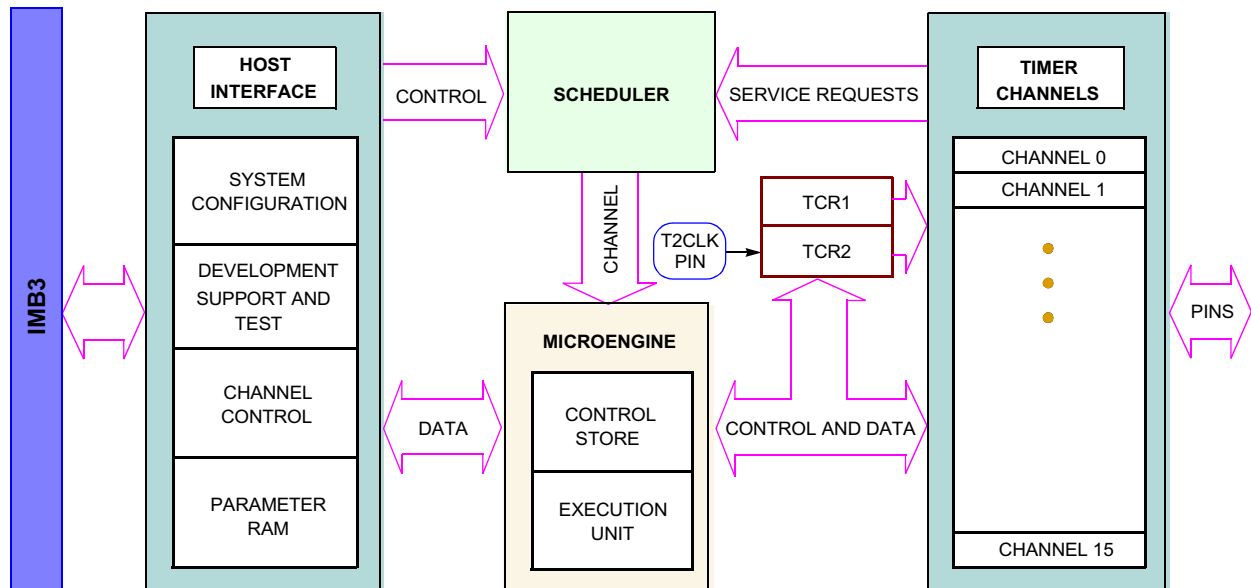 IMB3
HOST
INTERFACE
SYSTEM
CONFIGURATION
DEVELOPMENT
SUPPORT AND
TEST
CHANNEL
CONTROL
PARAMETER
RAM
CONTROL
DATA
SCHEDULER
CHANNEL
MICROENGINE
CONTROL
STORE
EXECUTION
UNIT
SERVICE REQUESTS
T2CLK
PIN
TCR1
TCR2
CONTROL AND DATA
TIMER
CHANNELS
CHANNEL 0
CHANNEL 1
CHANNEL 15
PINS